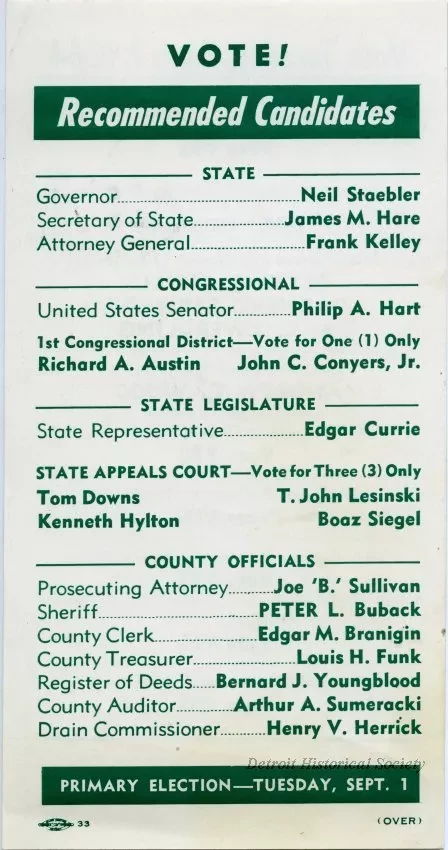 VOTE!
Recommended Candidates
STATE
Governor..........Neil Staebler
Secretary of State..........James M. Hare
Attorney General..........Frank Kelley
CONGRESSIONAL
United States Senator..........Philip A. Hart
1st Congressional District—Vote for One (1) Only
Richard A. Austin John C. Conyers, Jr.
STATE LEGISLATURE
State Representative..........Edgar Currie
STATE APPEALS COURT—Vote for Three (3) Only
Tom Downs T. John Lesinski
Kenneth Hylton Boaz Siegel
COUNTY OFFICIALS
Prosecuting Attorney..........Joe 'B.' Sullivan
Sheriff..........PETER L. Buback
County Clerk..........Edgar M. Branigin
County Treasurer..........Louis H. Funk
Register of Deeds.....Bernard J. Youngblood
County Auditor..........Arthur A. Sumeracki
Drain Commissioner..........Henry V. Herrick
Detroit Historical Society
PRIMARY ELECTION—TUESDAY, SEPT. 1
33 (OVER)